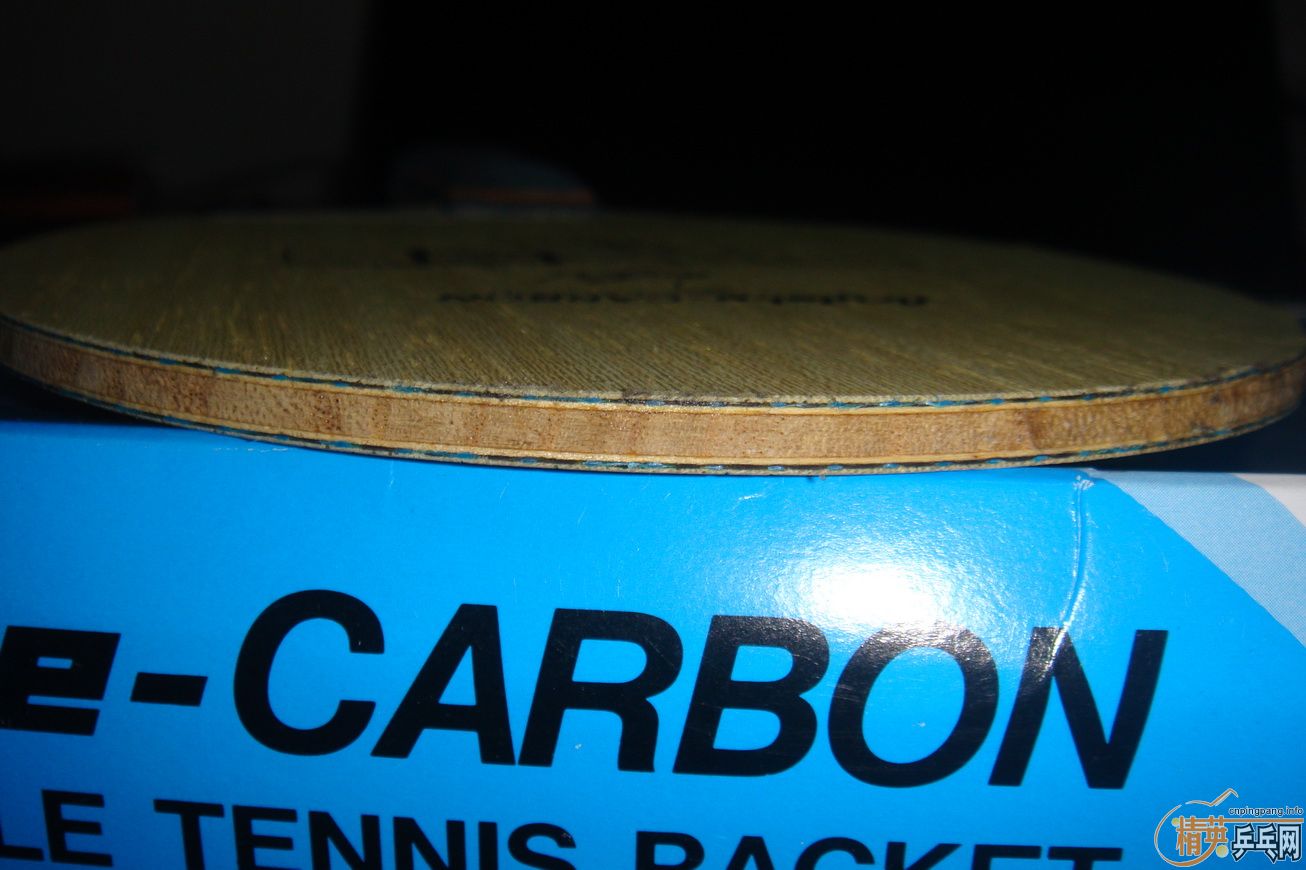 e-CARBON
LE TENNIS RACKET
cnpingpang.info
精英乒乓网